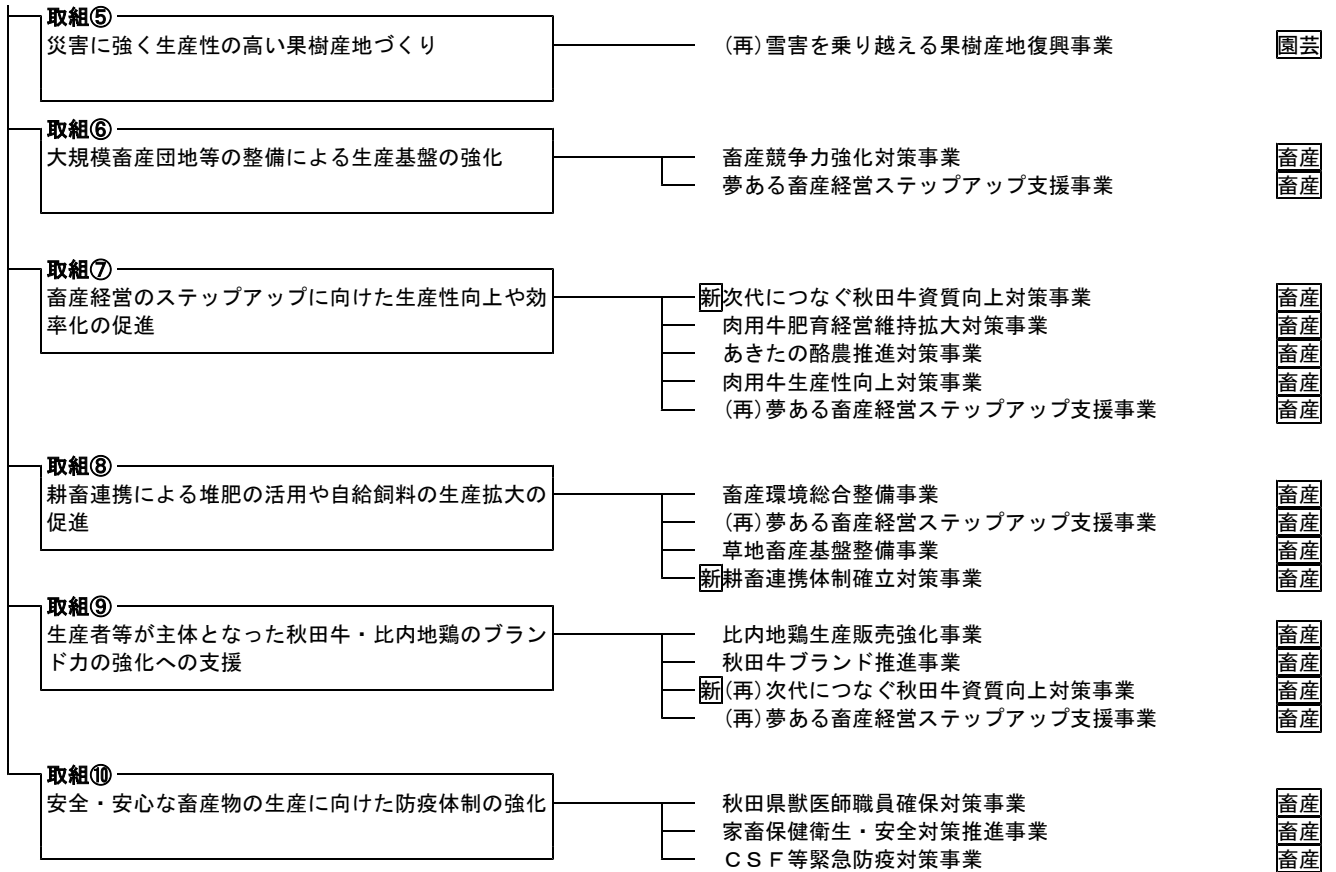 取組⑤
災害に強く生産性の高い果樹産地づくり (再)雪害を乗り越える果樹産地復興事業 園芸
取組⑥
大規模畜産団地等の整備による生産基盤の強化 畜産競争力強化対策事業 畜産
夢ある畜産経営ステップアップ支援事業 畜産
取組⑦
畜産経営のステップアップに向けた生産性向上や効 新次代につなぐ秋田牛資質向上対策事業 畜産
率化の促進 肉用牛肥育経営維持拡大対策事業 畜産
あきたの酪農推進対策事業 畜産
肉用牛生産性向上対策事業 畜産
(再)夢ある畜産経営ステップアップ支援事業 畜産
取組⑧
耕畜連携による堆肥の活用や自給飼料の生産拡大の 畜産環境総合整備事業 畜産
促進 (再)夢ある畜産経営ステップアップ支援事業 畜産
草地畜産基盤整備事業 畜産
新耕畜連携体制確立対策事業 畜産
取組⑨
生産者等が主体となった秋田牛・比内地鶏のブラン 比内地鶏生産販売強化事業 畜産
ド力の強化への支援 秋田牛ブランド推進事業 畜産
新(再)次代につなぐ秋田牛資質向上対策事業 畜産
(再)夢ある畜産経営ステップアップ支援事業 畜産
取組⑩
安全・安心な畜産物の生産に向けた防疫体制の強化 秋田県獣医師職員確保対策事業 畜産
家畜保健衛生・安全対策推進事業 畜産
ＣＳＦ等緊急防疫対策事業 畜産